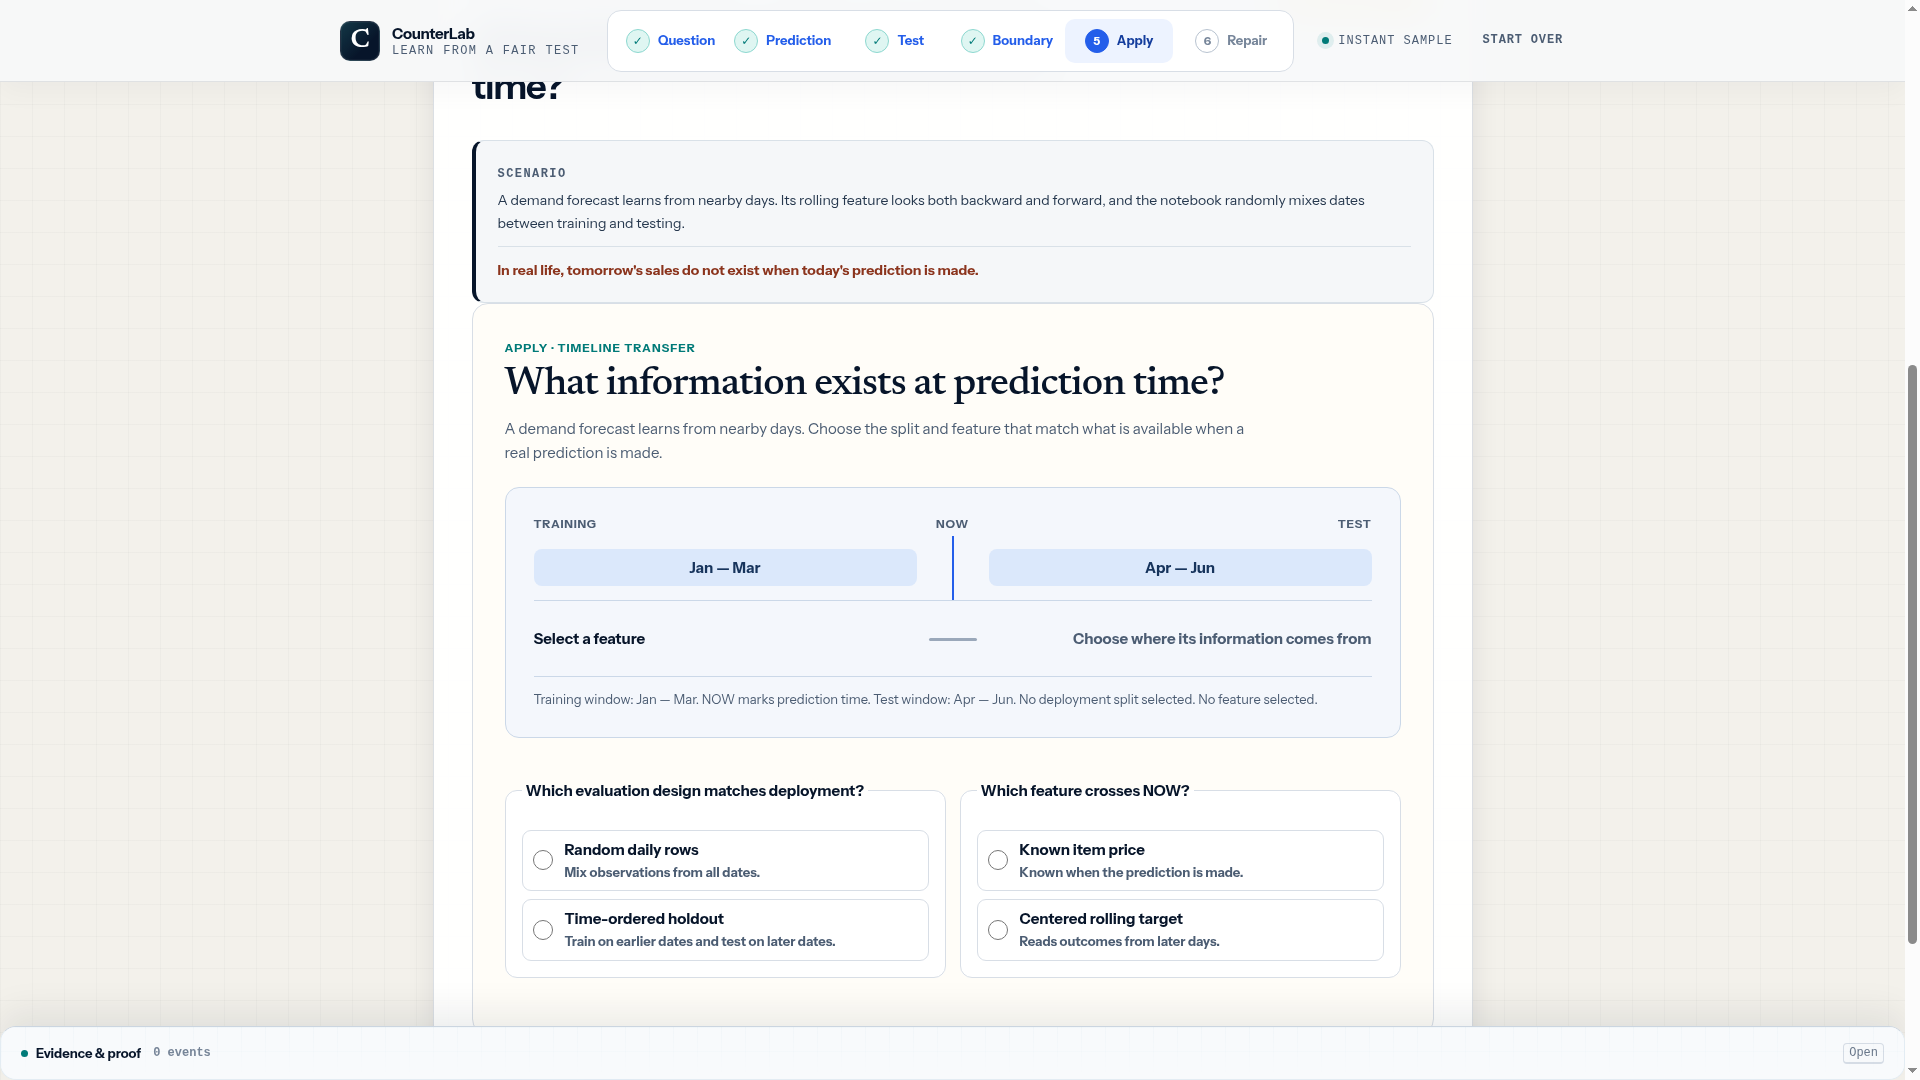 C
CounterLab
LEARN FROM A FAIR TEST
✓ Question
✓ Prediction
✓ Test
✓ Boundary
5 Apply
6 Repair
INSTANT SAMPLE
START OVER
time?
SCENARIO
A demand forecast learns from nearby days. Its rolling feature looks both backward and forward, and the notebook randomly mixes dates
between training and testing.
In real life, tomorrow's sales do not exist when today's prediction is made.
APPLY · TIMELINE TRANSFER
What information exists at prediction time?
A demand forecast learns from nearby days. Choose the split and feature that match what is available when a
real prediction is made.
TRAINING NOW TEST
Jan — Mar Apr — Jun
Select a feature Choose where its information comes from
Training window: Jan — Mar. NOW marks prediction time. Test window: Apr — Jun. No deployment split selected. No feature selected.
Which evaluation design matches deployment?
Random daily rows
Mix observations from all dates.
Time-ordered holdout
Train on earlier dates and test on later dates.
Which feature crosses NOW?
Known item price
Known when the prediction is made.
Centered rolling target
Reads outcomes from later days.
Evidence & proof 0 events
Open